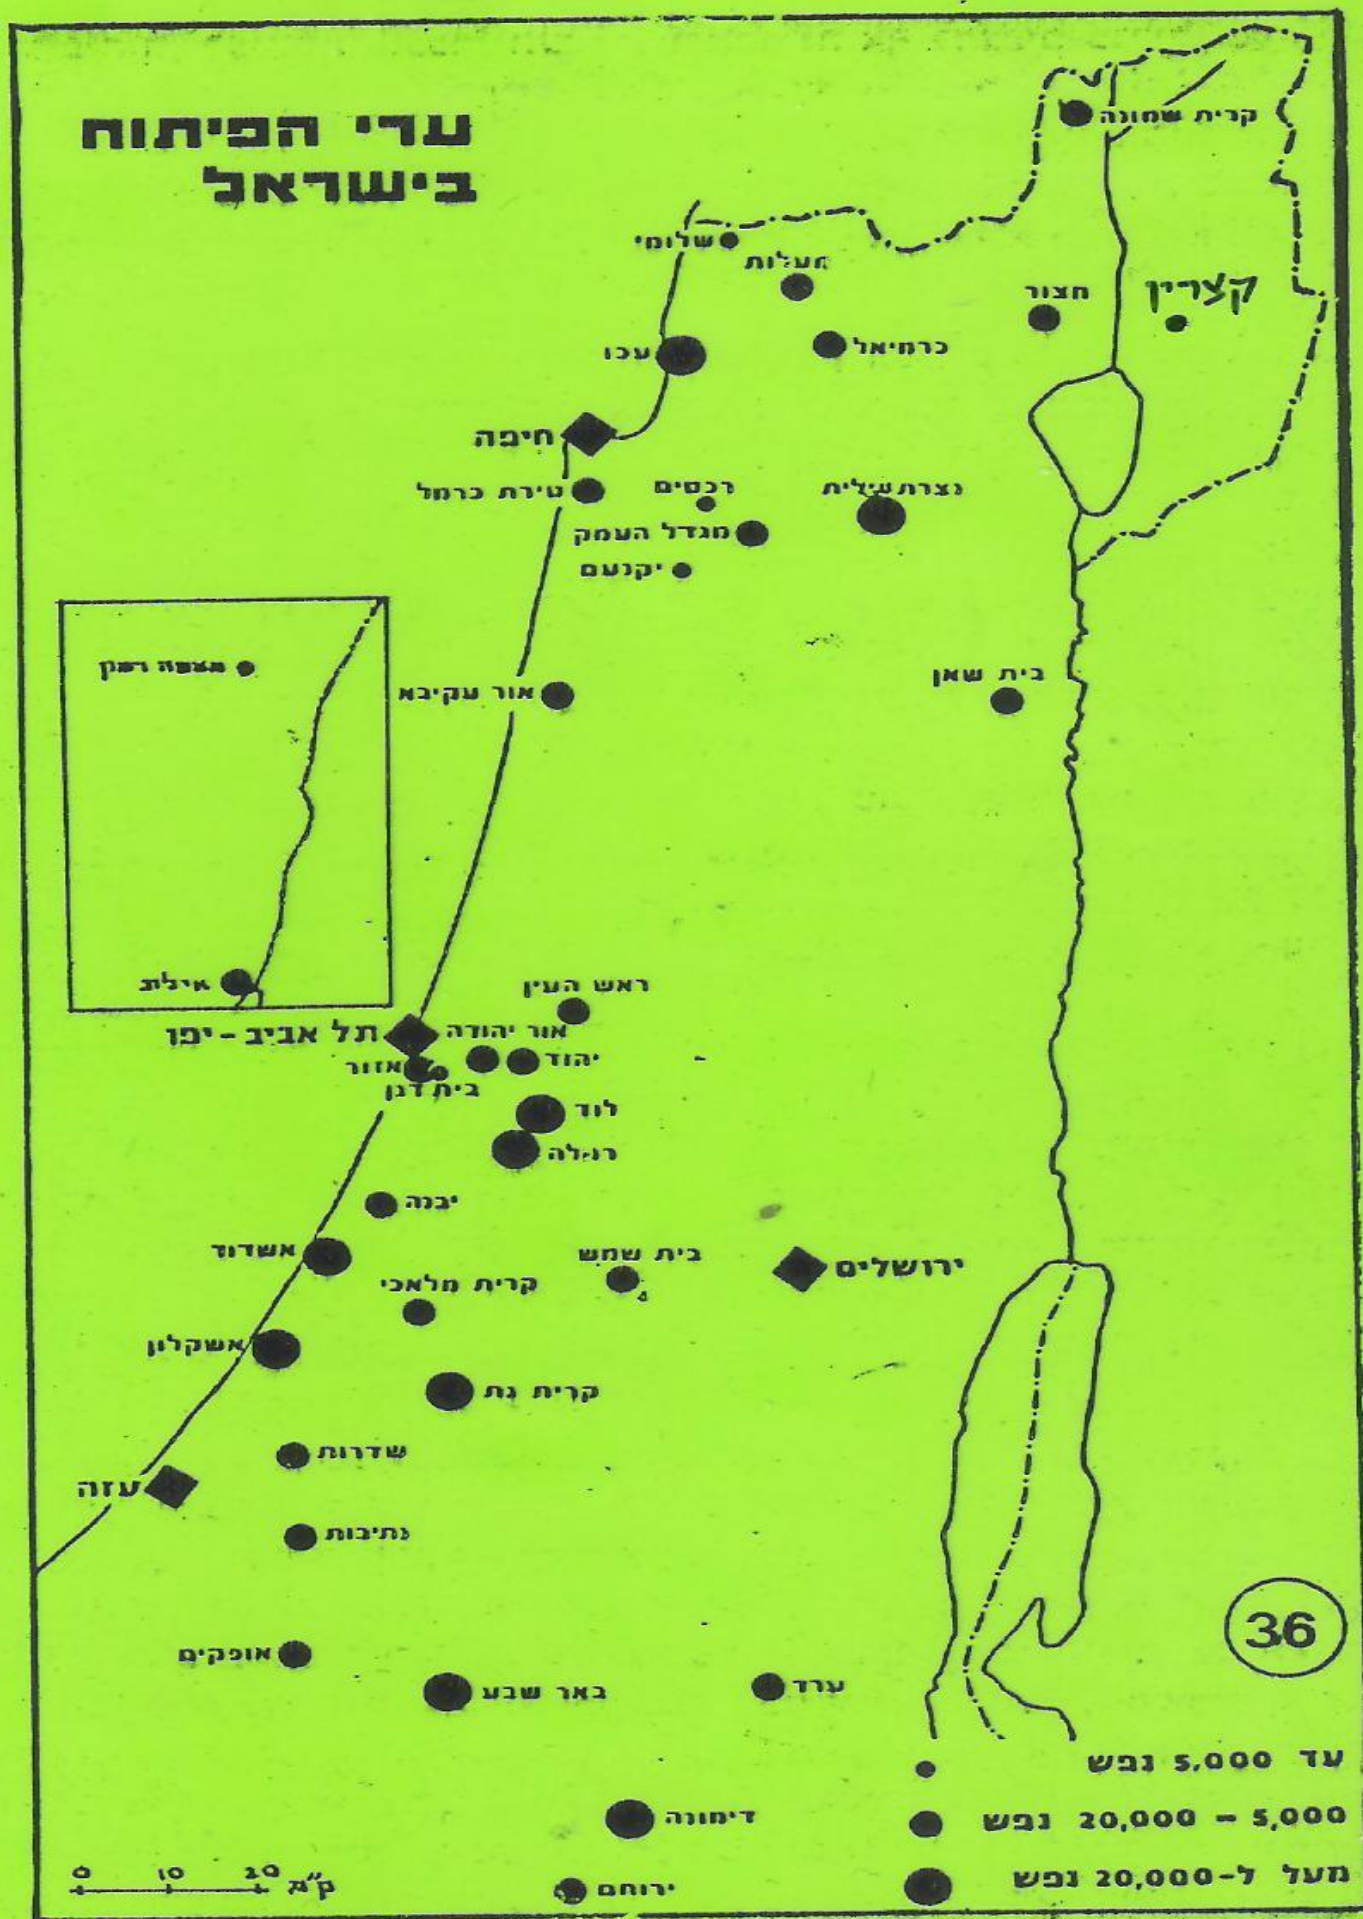 ערי הפיתוח
בישראל
קרית שמונה
שלומי
מעלות
חצור
קצרין
עכו
כרמיאל
חיפה
טירת כרמל
רכסים
נצרת עילית
מגדל העמק
יקנעם
מצפה רמון
אור עקיבא
בית שאן
אילת
ראש העין
תל אביב-יפו
אור יהודה
אזור
יהוד
בית דגן
לוד
רמלה
יבנה
אשדוד
בית שמש
ירושלים
קרית מלאכי
אשקלון
קרית גת
שדרות
עזה
נתיבות
36
אופקים
באר שבע
ערד
עד 5,000 נפש
דימונה
5,000 – 20,000 נפש
0 10 20 ק"מ
ירוחם
מעל ל-20,000 נפש